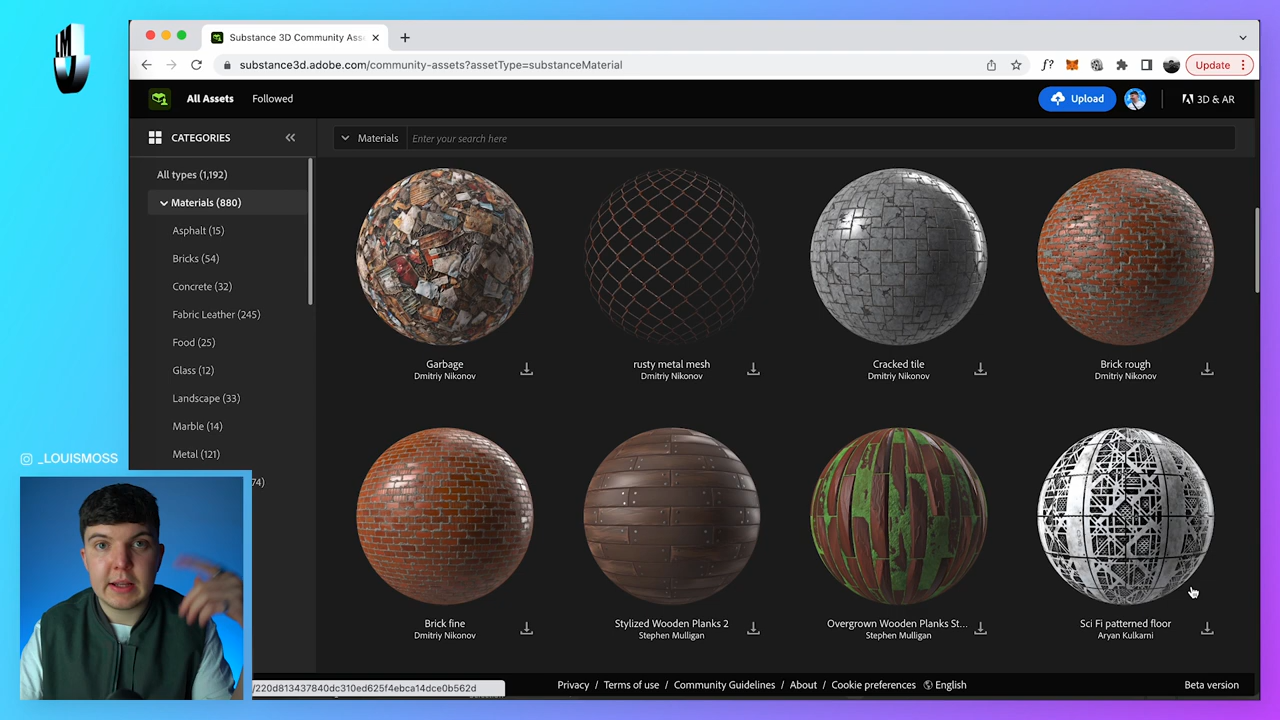 LM
Substance 3D Community Ass
substance3d.adobe.com/community-assets?assetType=substanceMaterial
f?
Update
All Assets
Followed
Upload
3D & AR
CATEGORIES
Materials
Enter your search here
All types (1,192)
Materials (880)
Asphalt (15)
Bricks (54)
Concrete (32)
Fabric Leather (245)
Food (25)
Glass (12)
Landscape (33)
Marble (14)
Metal (121)
74)
Garbage
Dmitriy Nikonov
rusty metal mesh
Dmitriy Nikonov
Cracked tile
Dmitriy Nikonov
Brick rough
Dmitriy Nikonov
Brick fine
Dmitriy Nikonov
Stylized Wooden Planks 2
Stephen Mulligan
Overgrown Wooden Planks St...
Stephen Mulligan
Sci Fi patterned floor
Aryan Kulkarni
_LOUISMOSS
/220d813437840dc310ed625f4ebca14dce0b562d
Privacy / Terms of use / Community Guidelines / About / Cookie preferences English
Beta version